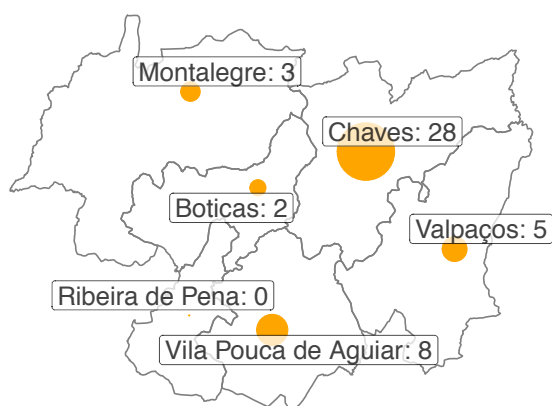 Montalegre: 3
Chaves: 28
Boticas: 2
Valpaços: 5
Ribeira de Pena: 0
Vila Pouca de Aguiar: 8